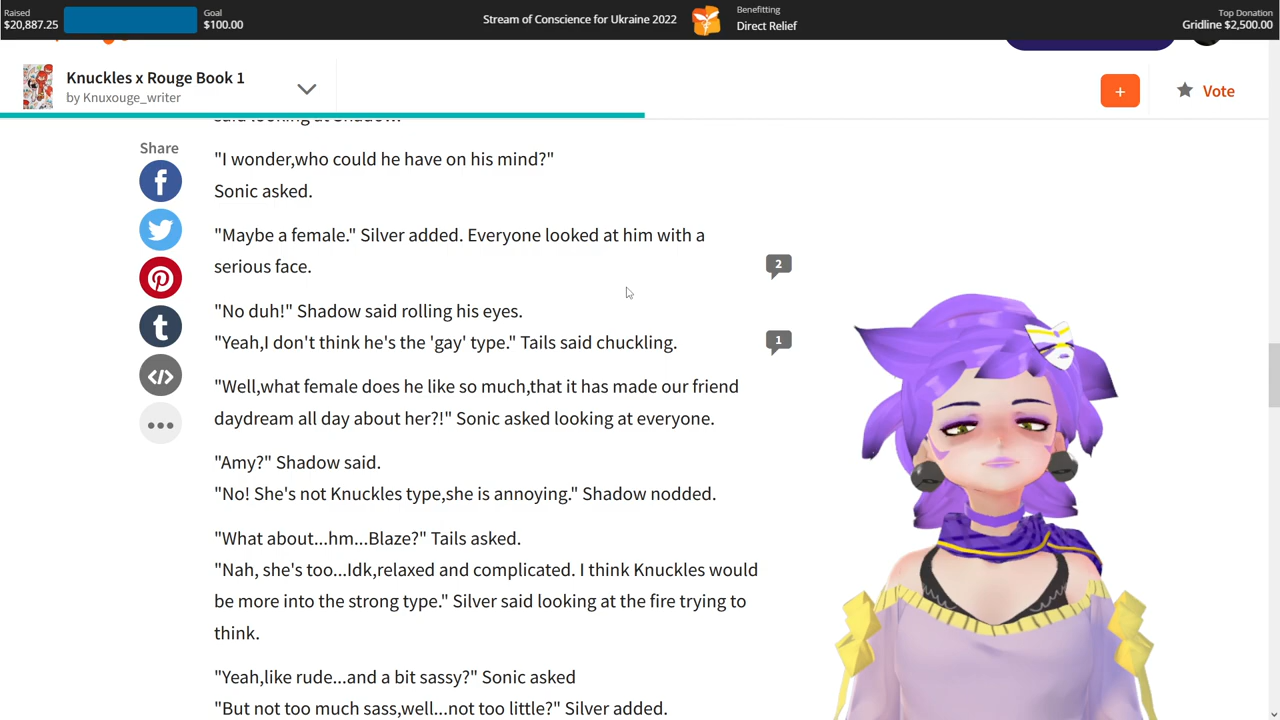 Raised
$20,887.25
Goal
$100.00
Stream of Conscience for Ukraine 2022
Benefitting
Direct Relief
Top Donation
Gridline $2,500.00
Knuckles x Rouge Book 1
by Knuxouge_writer
+
Vote
Share
said looking at Shadow.
"I wonder,who could he have on his mind?"
Sonic asked.
"Maybe a female." Silver added. Everyone looked at him with a
serious face.
2
"No duh!" Shadow said rolling his eyes.
"Yeah,I don't think he's the 'gay' type." Tails said chuckling.
1
"Well,what female does he like so much,that it has made our friend
daydream all day about her?!" Sonic asked looking at everyone.
"Amy?" Shadow said.
"No! She's not Knuckles type,she is annoying." Shadow nodded.
"What about...hm...Blaze?" Tails asked.
"Nah, she's too...Idk,relaxed and complicated. I think Knuckles would
be more into the strong type." Silver said looking at the fire trying to
think.
"Yeah,like rude...and a bit sassy?" Sonic asked
"But not too much sass,well...not too little?" Silver added.